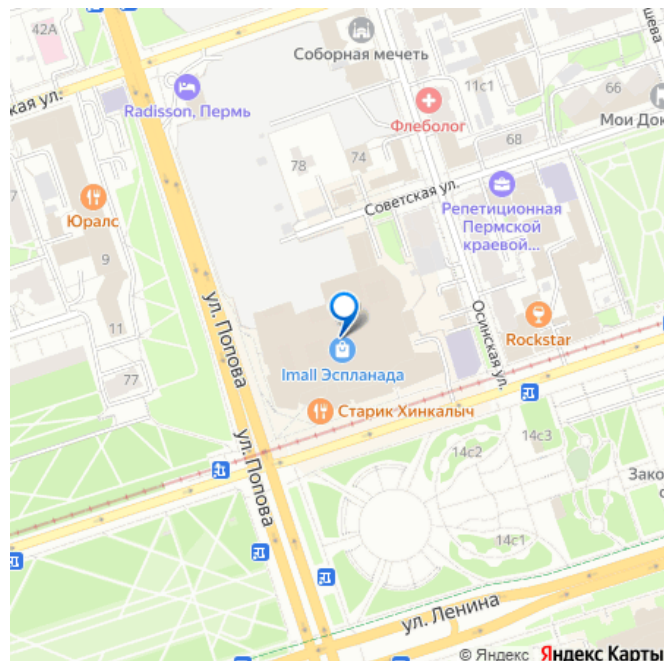 42А
Соборная мечеть
кая ул.
Radisson, Пермь
11с1
66
Флеболог
Мои Док
78
74
68
Советская ул.
Юралс
Репетиционная
Пермской
краевой...
9
ул. Попова
Осинская ул.
11
Rockstar
Imall Эспланада
77
Старик Хинкалыч
ул. Попова
14с2
14с3
Зако
14с1
ул. Ленина
© Яндекс Яндекс Карты